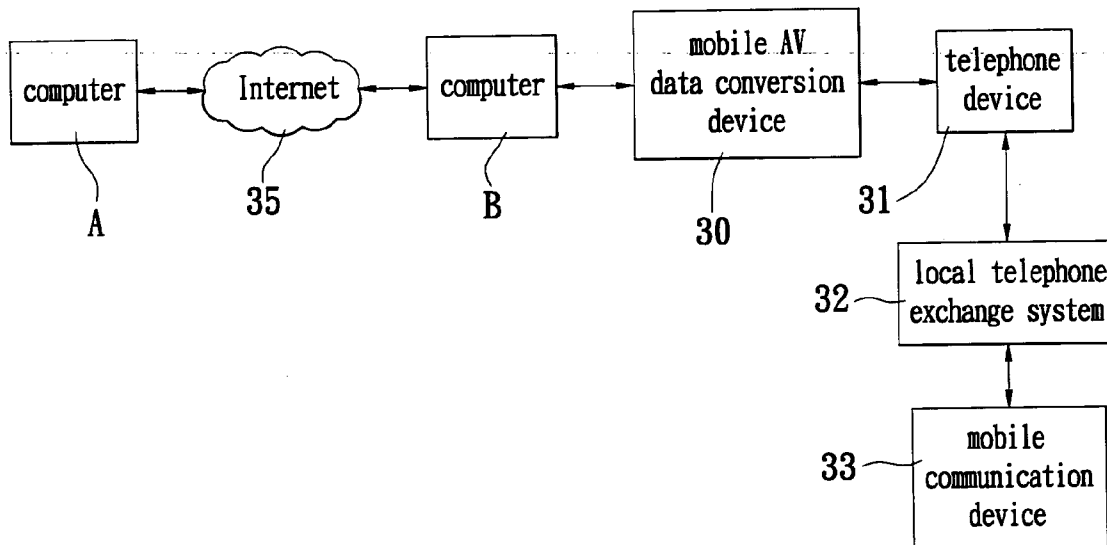 computer
Internet
computer
mobile AV
data conversion
device
telephone
device
A
35
B
30
31
32
local telephone
exchange system
33
mobile
communication
device